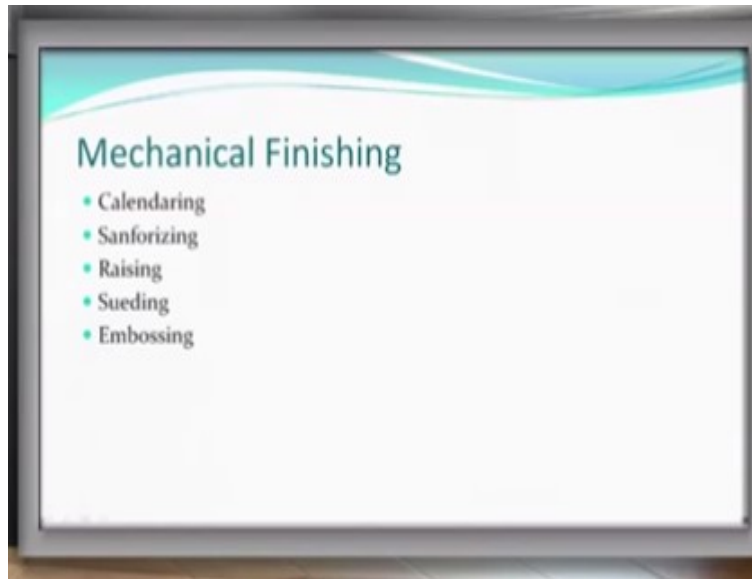 Mechanical Finishing
• Calendaring
• Sanforizing
• Raising
• Sueding
• Embossing